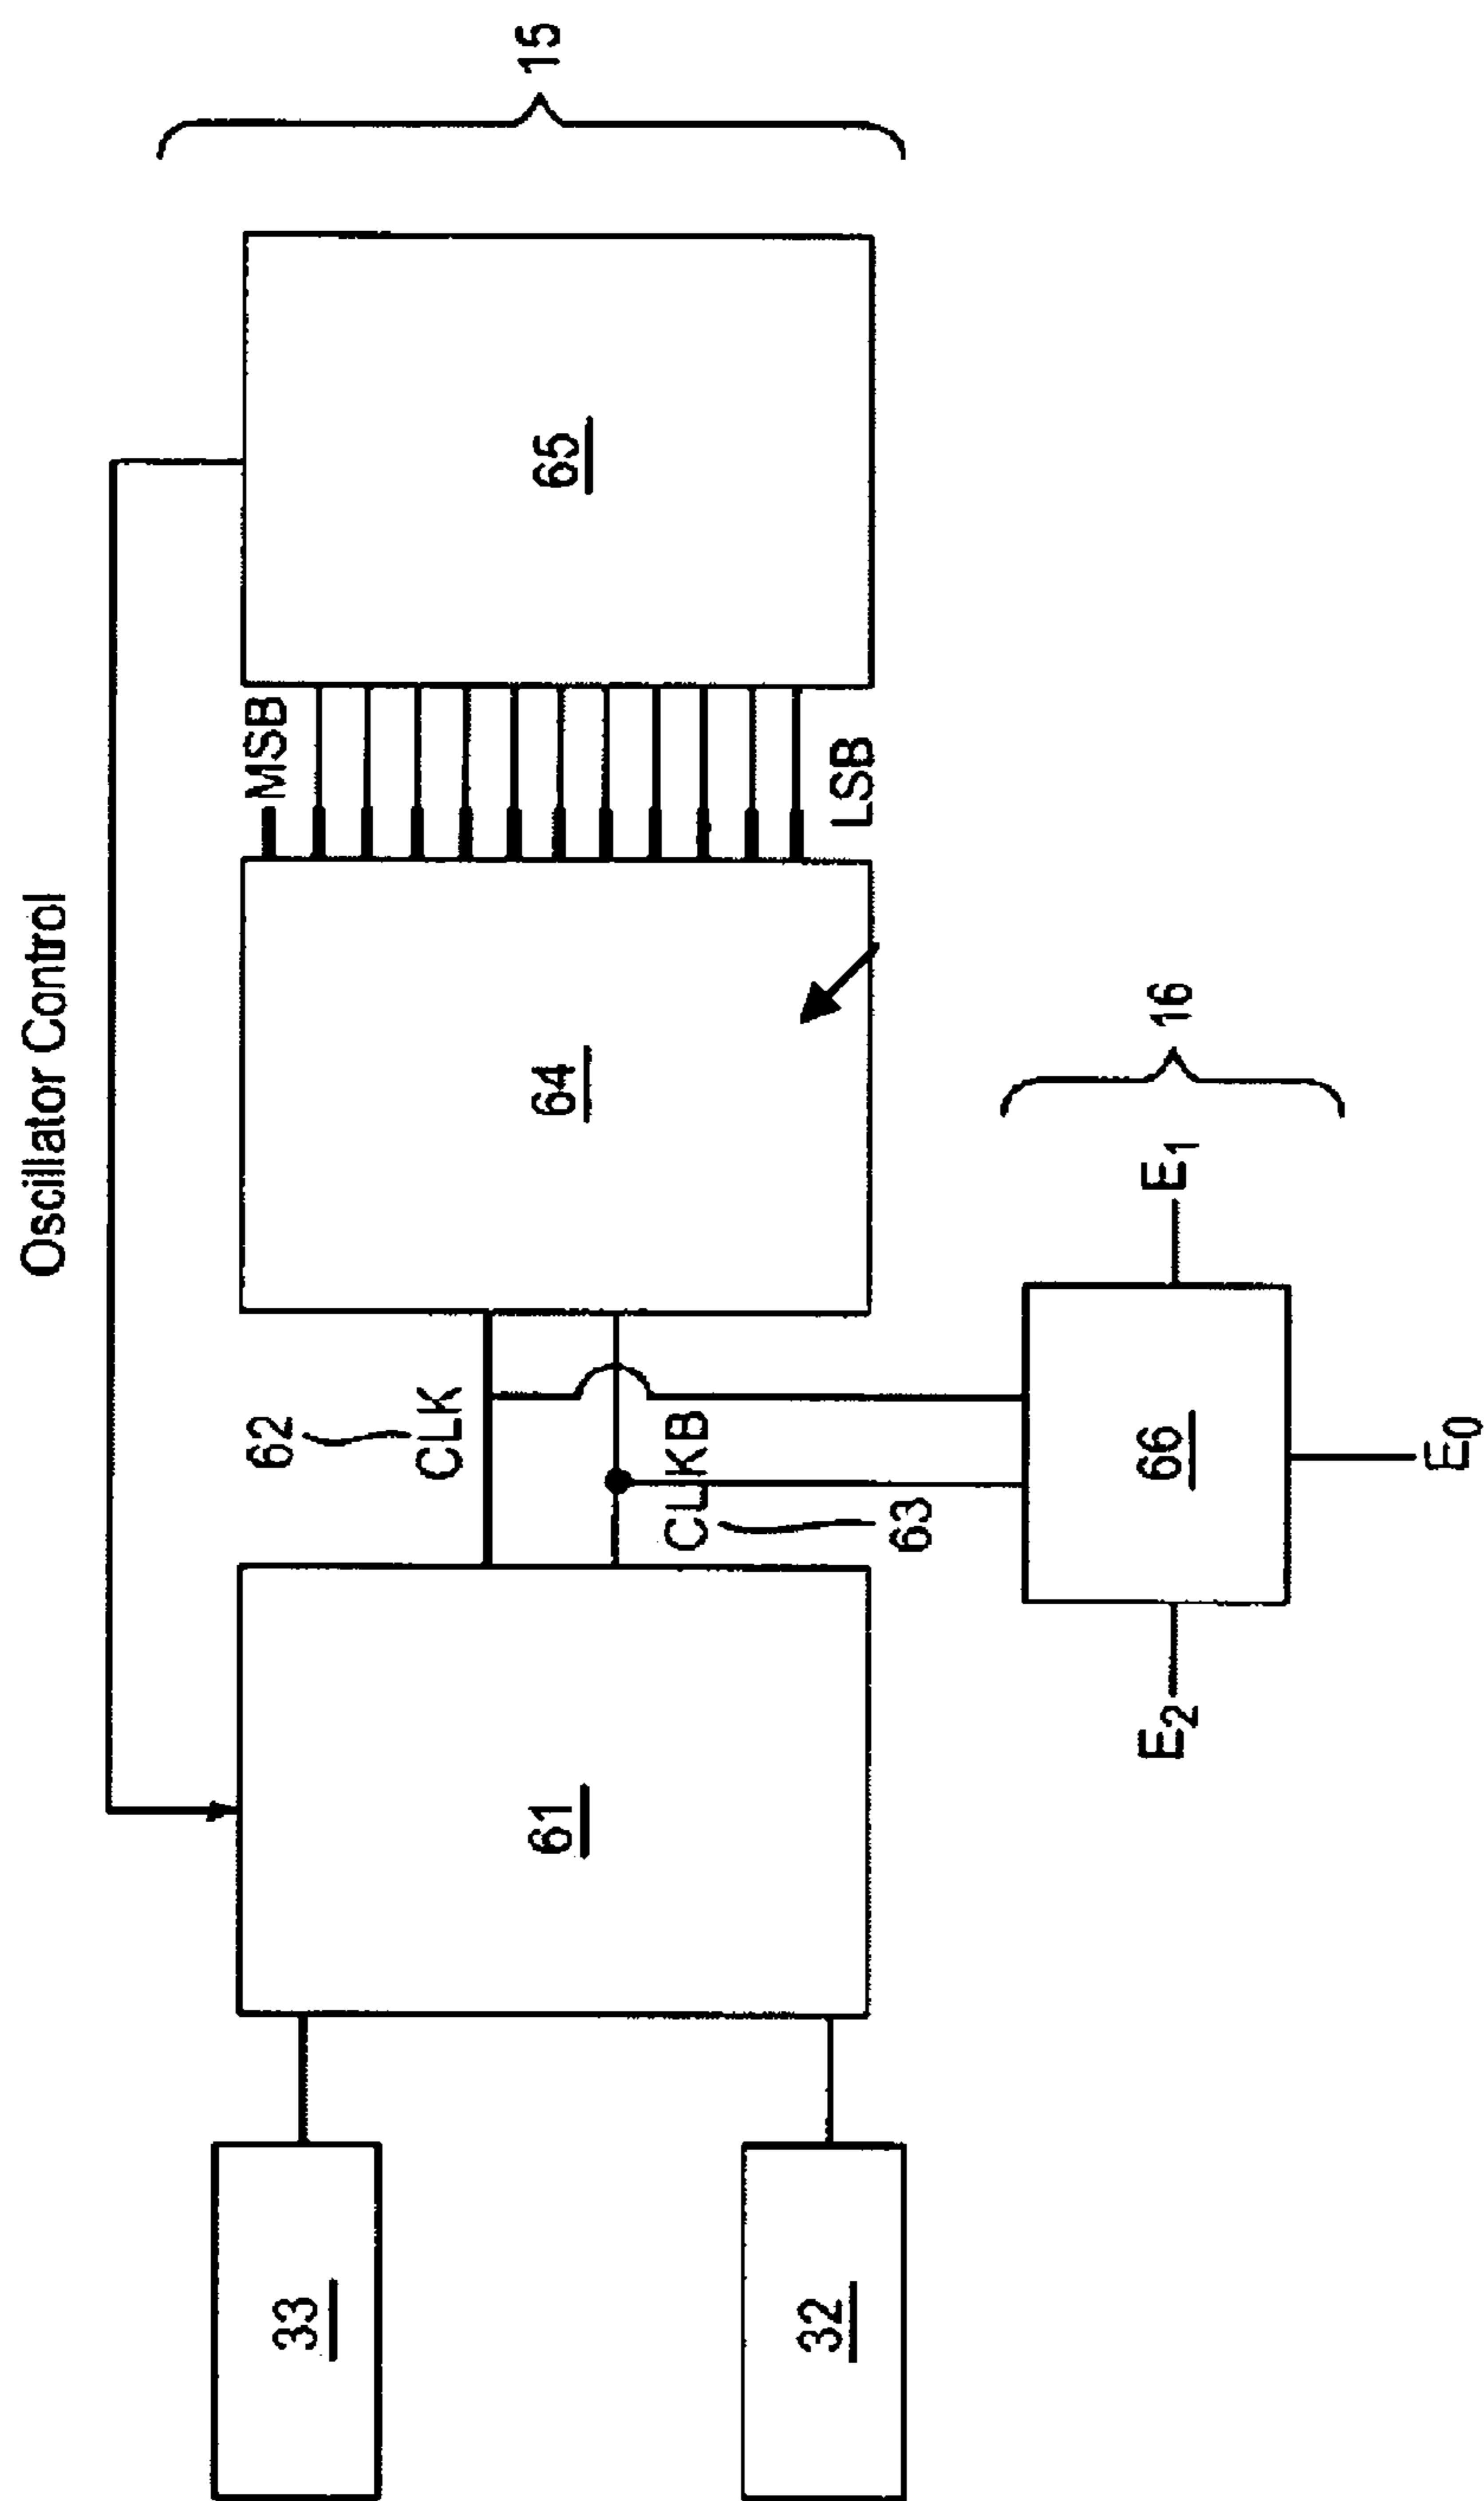 Oscillator Control
33
32
61
62
CLK
CLKB
63
64
MSB
LSB
65
15
E2
66
E0
E1
16